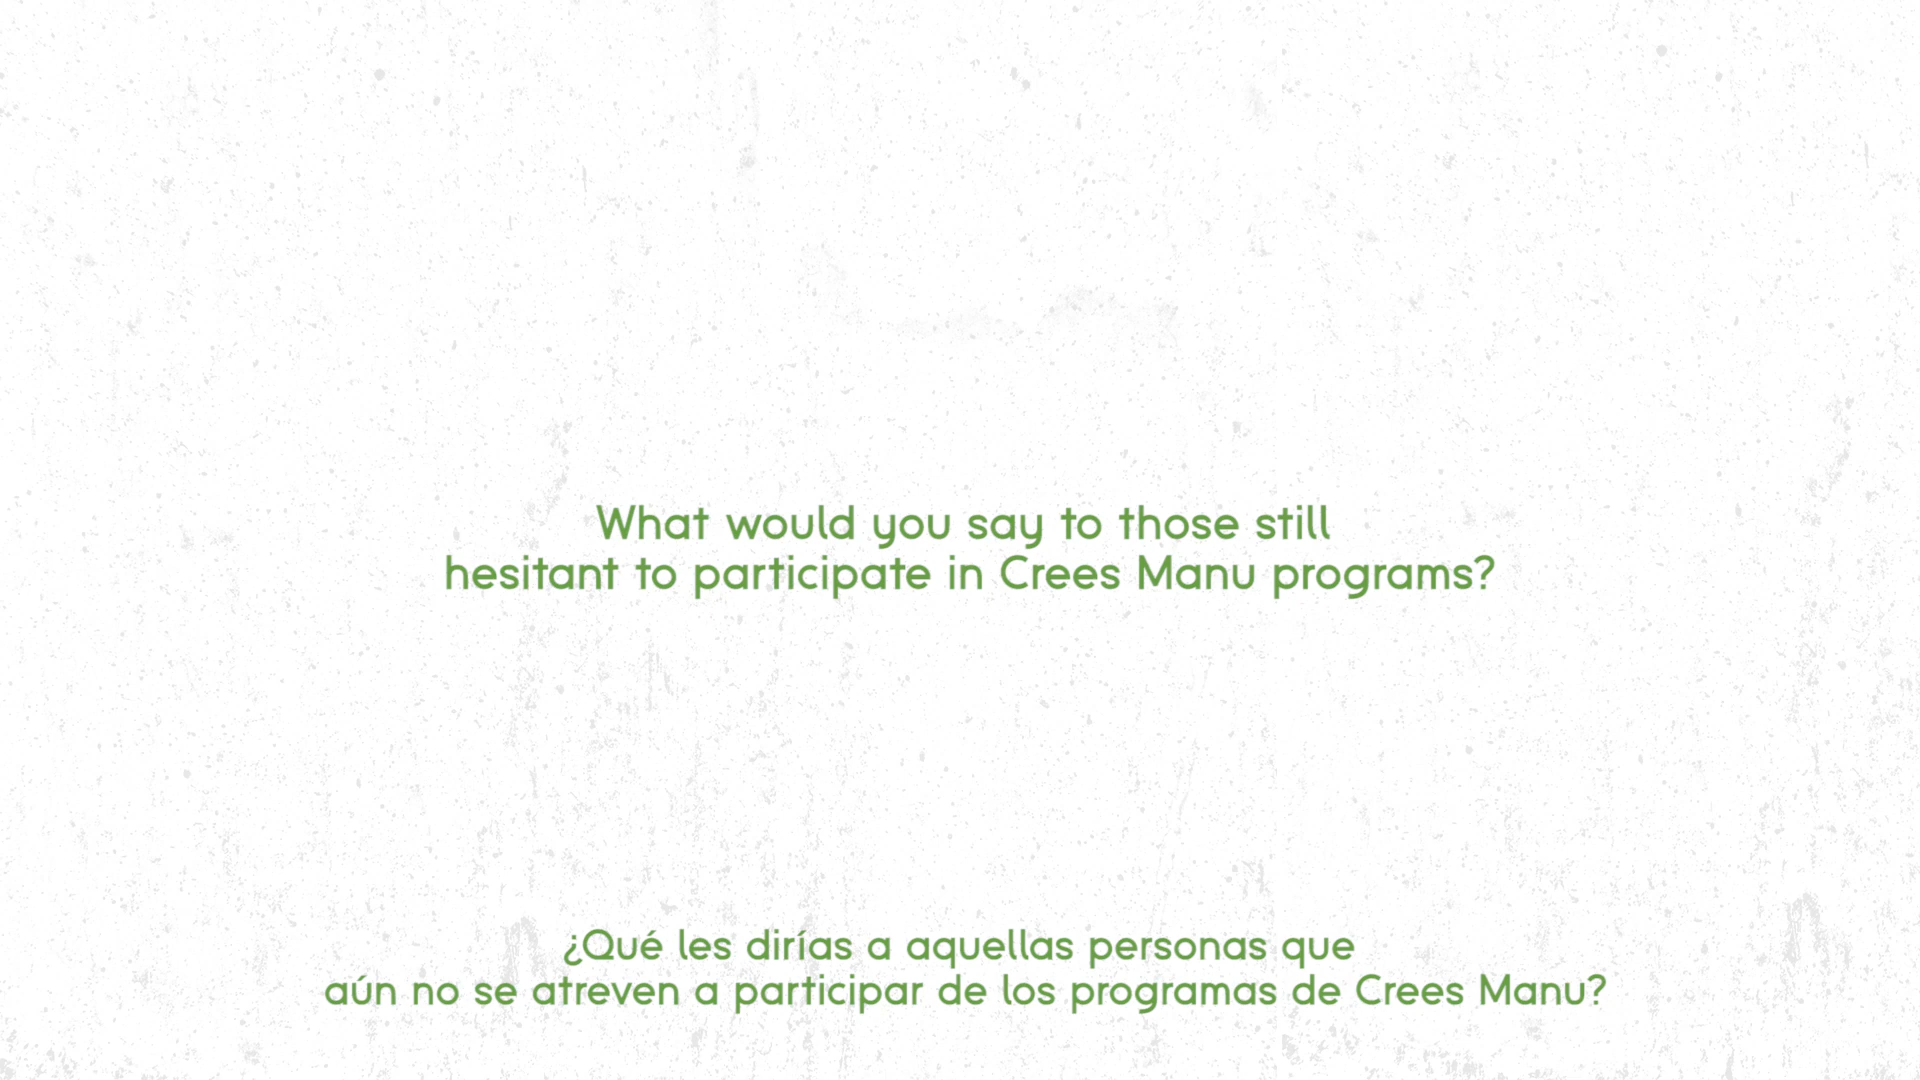 What would you say to those still
hesitant to participate in Crees Manu programs?
¿Qué les dirías a aquellas personas que
aún no se atreven a participar de los programas de Crees Manu?